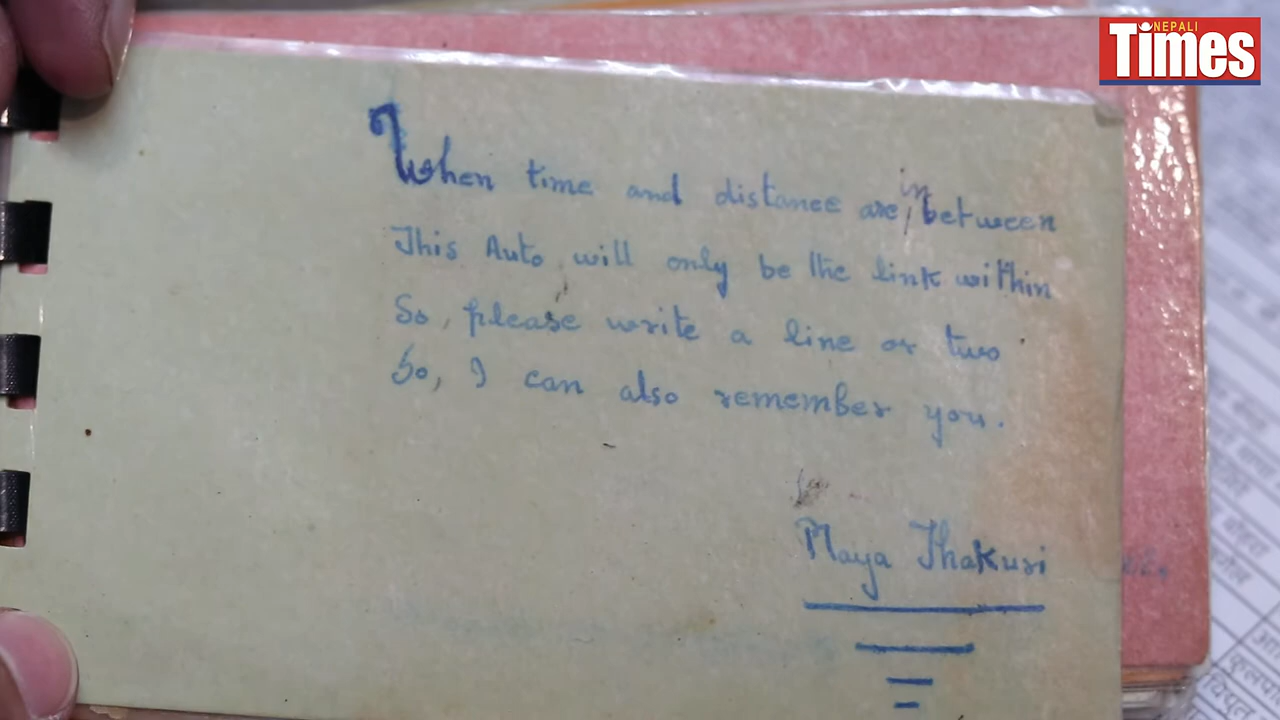 NEPALI
Times
When time and distance are in between
This Auto will only be the link within
So, please write a line or two
So, I can also remember you.
Maya Thakuri